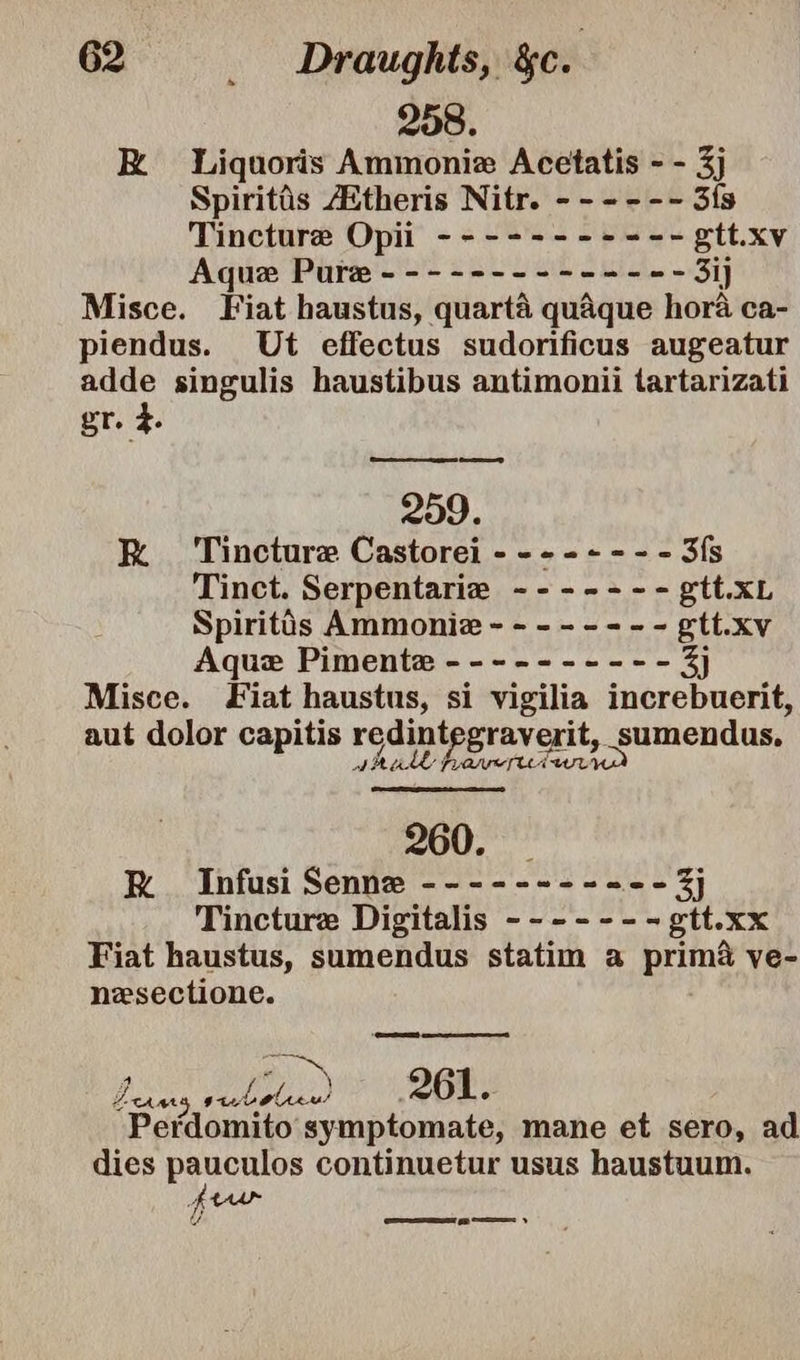 62 Draughts, &c.
258.
℞ Liquoris Ammoniæ Acetatis - - ℥j
Spiritûs Ætheris Nitr. - - - - - - ʒſs
Tincturæ Opii - - - - - - - - - - - gtt.xv
Aquæ Puræ - - - - - - - - - - - - - ʒij
Misce. Fiat haustus, quartâ quâque horâ ca-
piendus. Ut effectus sudorificus augeatur
adde singulis haustibus antimonii tartarizati
gr. ¼.
259.
℞ Tincturæ Castorei - - - - - - - - ʒſs
Tinct. Serpentariæ - - - - - - - gtt.xL
Spiritûs Ammoniæ - - - - - - - - gtt.xv
Aquæ Pimentæ - - - - - - - - - - ℥j
Misce. Fiat haustus, si vigilia increbuerit,
aut dolor capitis redintegraverit, sumendus.
shall
260.
℞ Infusi Sennæ - - - - - - - - - - - ℥j
Tincturæ Digitalis - - - - - - - gtt.xx
Fiat haustus, sumendus statim a primâ ve-
næsectione.
261.
Perdomito symptomate, mane et sero, ad
dies pauculos continuetur usus haustuum.
few